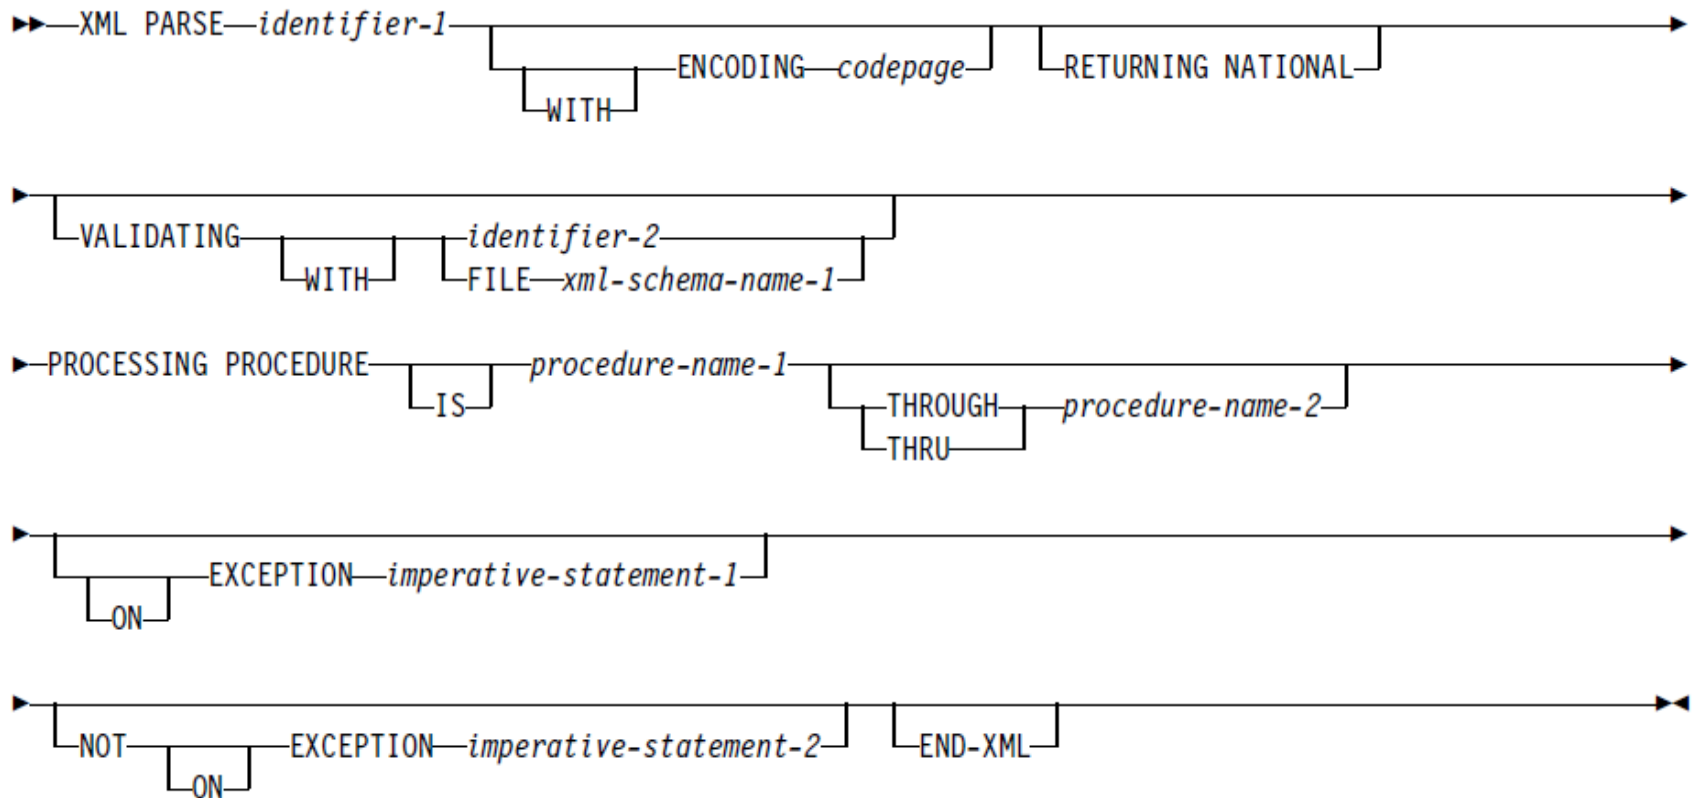 XML PARSE identifier-1
ENCODING codepage RETURNING NATIONAL
WITH
VALIDATING identifier-2
WITH FILE xml-schema-name-1
PROCESSING PROCEDURE procedure-name-1
IS THROUGH procedure-name-2
THRU
EXCEPTION imperative-statement-1
ON
NOT EXCEPTION imperative-statement-2 END-XML
ON